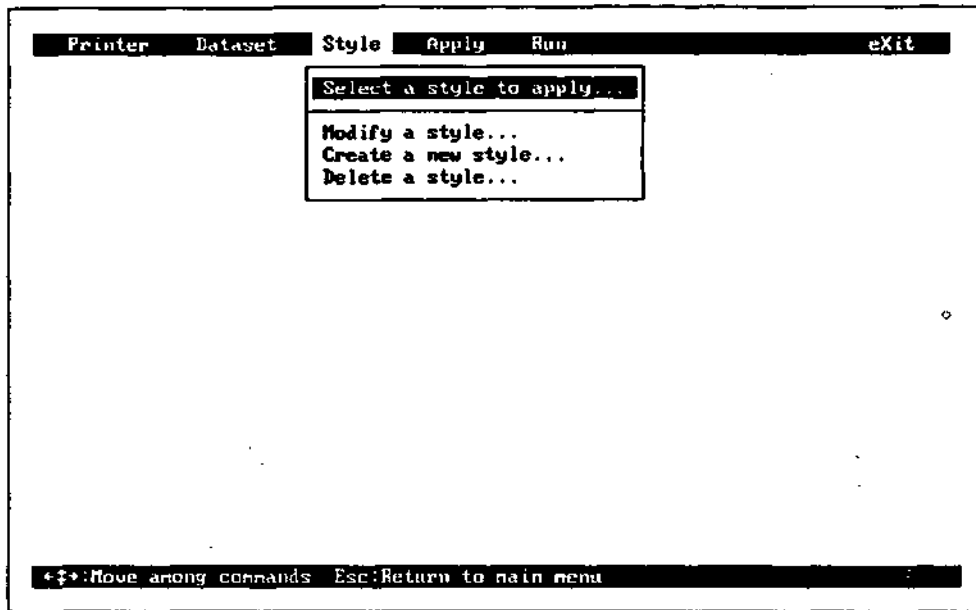 Printer Dataset Style Apply Run eXit
Select a style to apply...
Modify a style...
Create a new style...
Delete a style...
←↕→:Move among commands Esc:Return to main menu